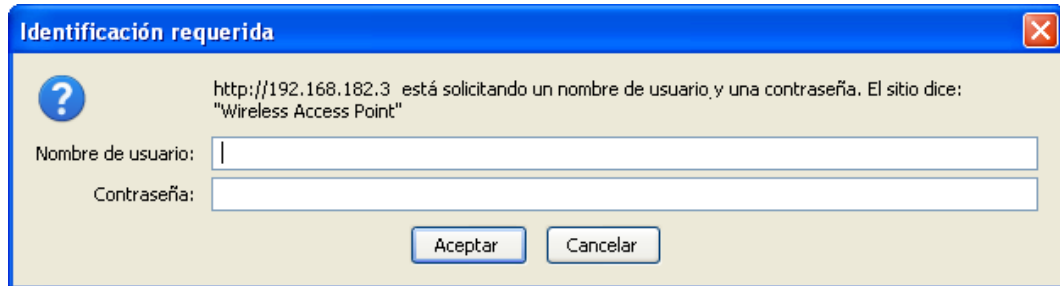 Identificación requerida
http://192.168.182.3 está solicitando un nombre de usuario y una contraseña. El sitio dice:
"Wireless Access Point"
Nombre de usuario:
Contraseña:
Aceptar
Cancelar